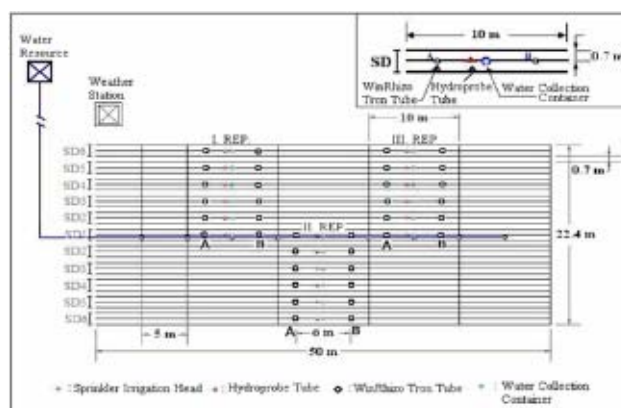 Water
Resource
Weather
Station
10 m
SD
A
B
0.7 m
WinRhizo
Tron Tube
Hydroprobe
Tube
Water Collection
Container
10 m
I. REP
III. REP
SD6
SD5
SD4
SD3
SD2
SD1
0.7 m
II. REP
A
B
A
B
22.4 m
SD2
SD3
SD4
SD5
SD6
A
6 m
B
5 m
50 m
: Sprinkler Irrigation Head
: Hydroprobe Tube
: WinRhizo Tron Tube
: Water Collection
Container